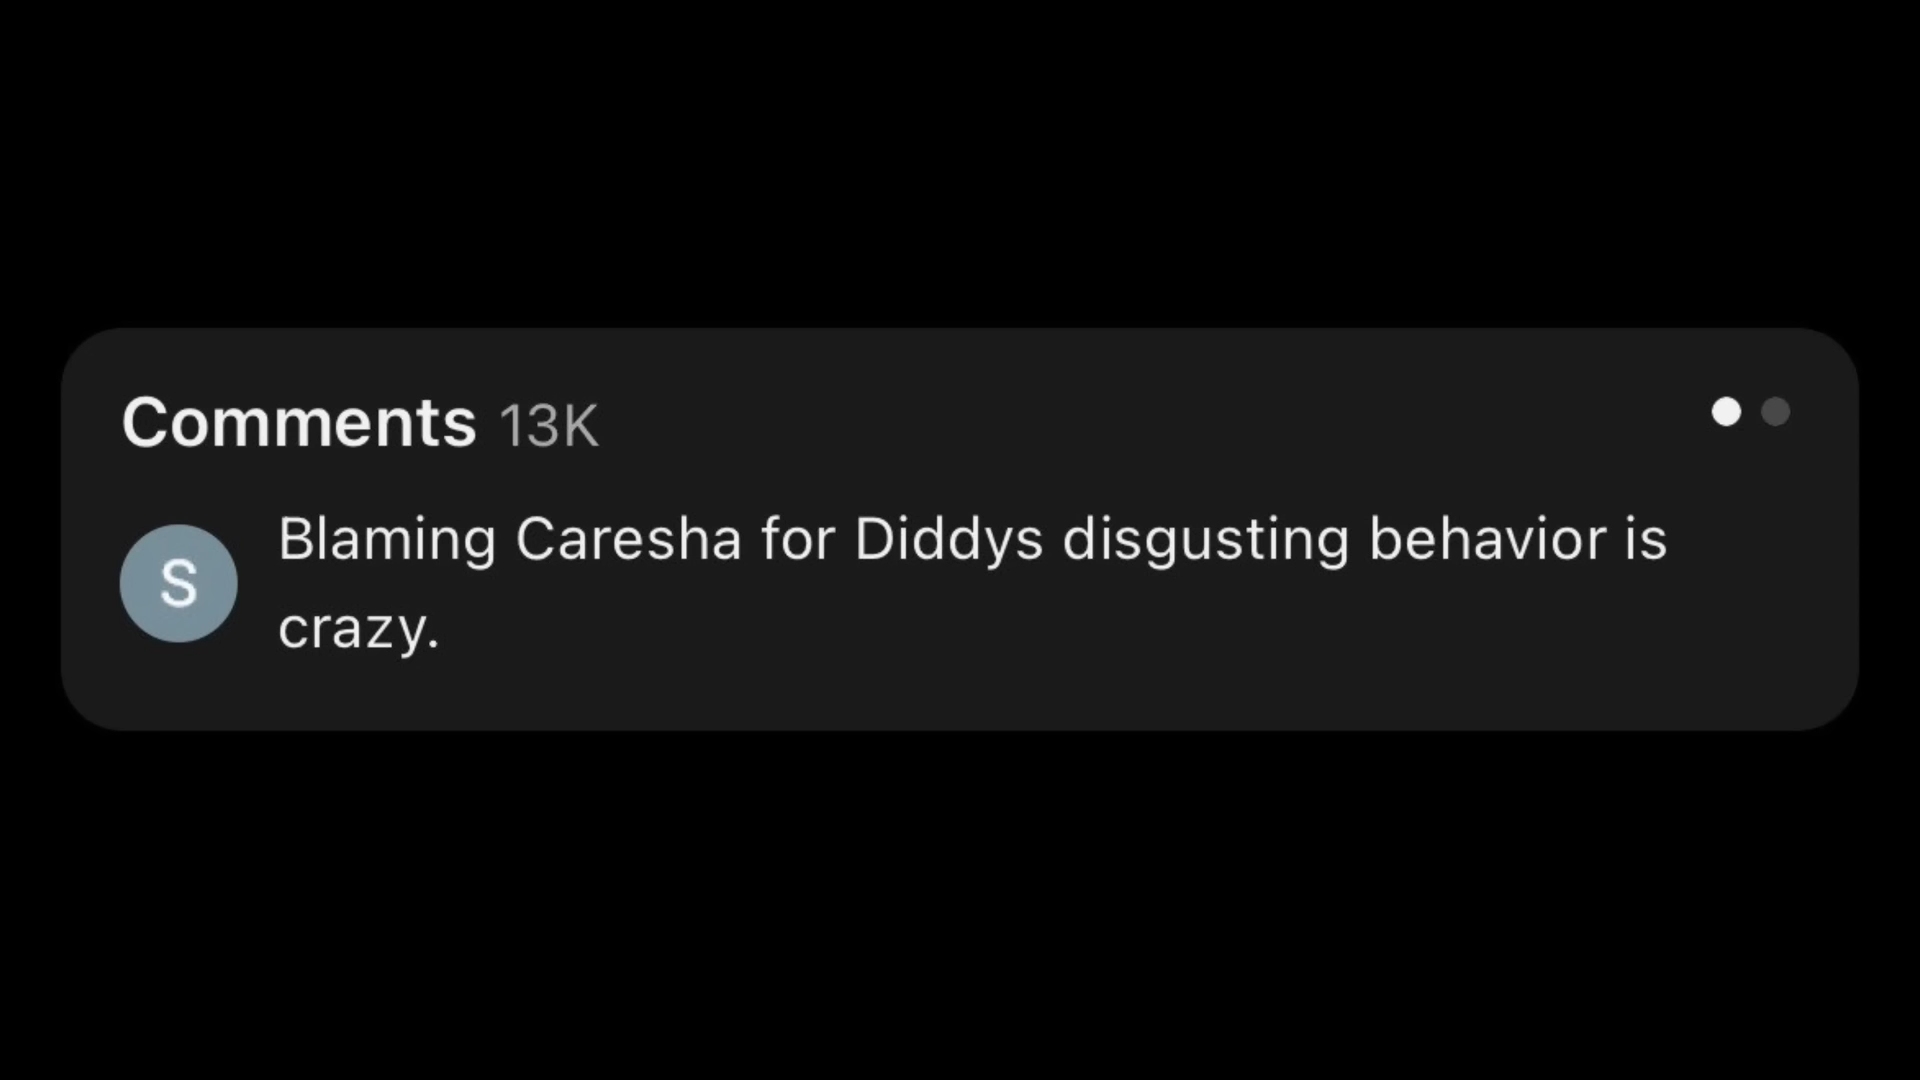 Comments 13K
S
Blaming Caresha for Diddys disgusting behavior is
crazy.